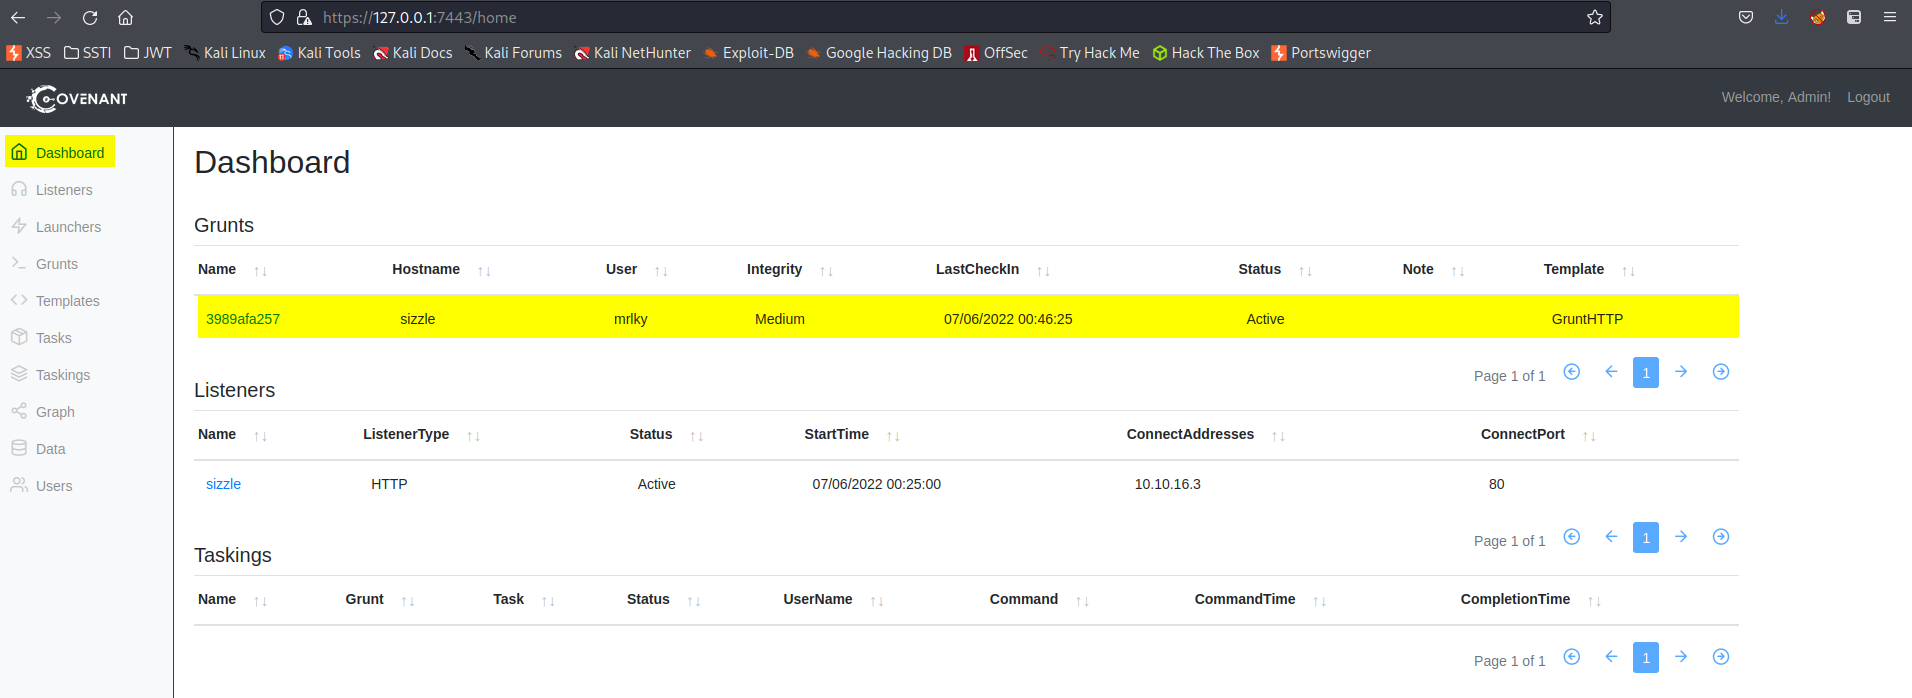 https://127.0.0.1:7443/home
XSS SSTI JWT Kali Linux Kali Tools Kali Docs Kali Forums Kali NetHunter Exploit-DB Google Hacking DB OffSec Try Hack Me Hack The Box Portswigger
COVENANT Welcome, Admin! Logout
Dashboard
Listeners
Launchers
Grunts
Templates
Tasks
Taskings
Graph
Data
Users
Dashboard
Grunts
Name ↑↓ Hostname ↑↓ User ↑↓ Integrity ↑↓ LastCheckIn ↑↓ Status ↑↓ Note ↑↓ Template ↑↓
3989afa257 sizzle mrlky Medium 07/06/2022 00:46:25 Active GruntHTTP
Page 1 of 1 1
Listeners
Name ↑↓ ListenerType ↑↓ Status ↑↓ StartTime ↑↓ ConnectAddresses ↑↓ ConnectPort ↑↓
sizzle HTTP Active 07/06/2022 00:25:00 10.10.16.3 80
Page 1 of 1 1
Taskings
Name ↑↓ Grunt ↑↓ Task ↑↓ Status ↑↓ UserName ↑↓ Command ↑↓ CommandTime ↑↓ CompletionTime ↑↓
Page 1 of 1 1